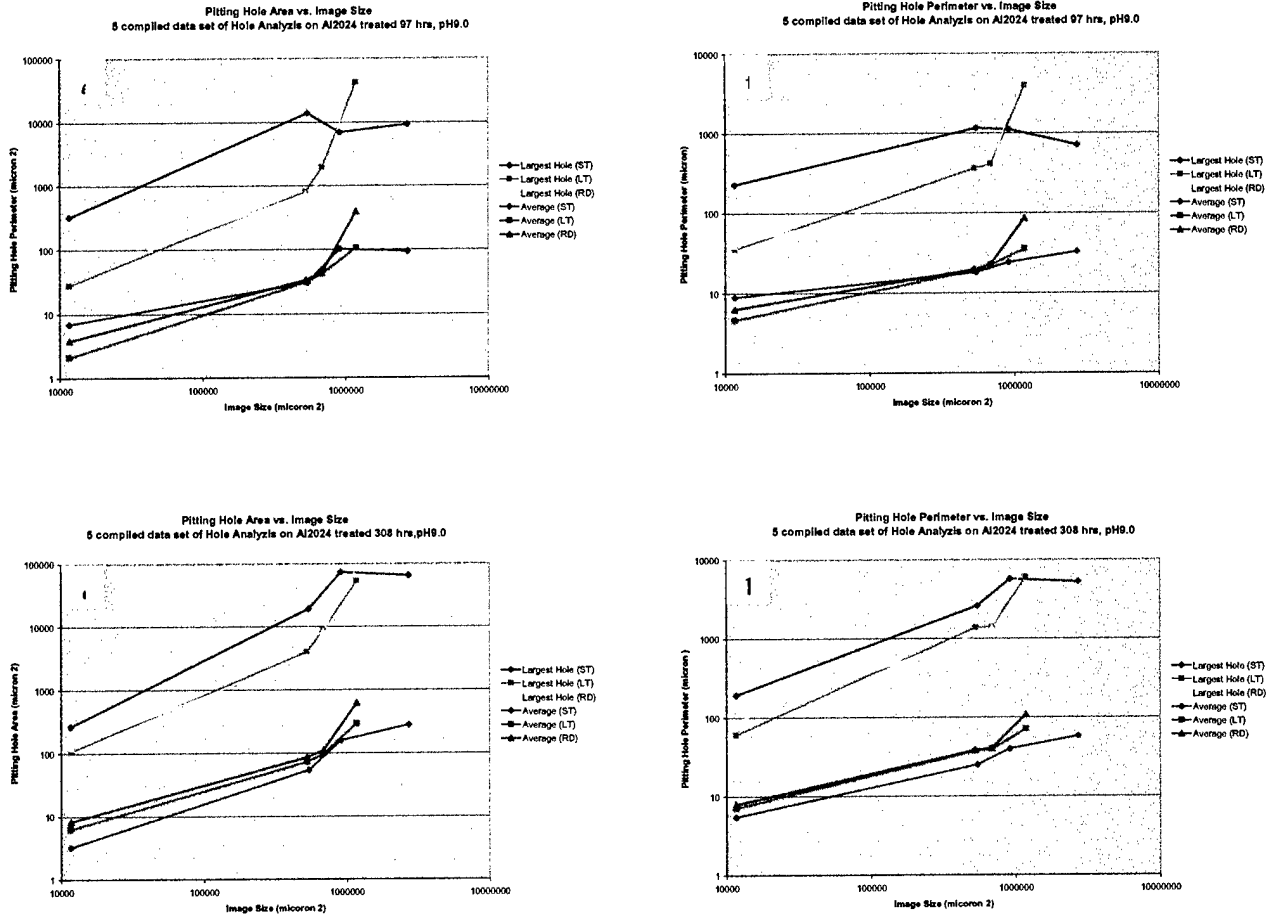 Pitting Hole Area vs. Image Size
5 compiled data set of Hole Analyzis on Al2024 treated 97 hrs, pH9.0
100000
10000
1000
100
10
1
Pitting Hole Perimeter (micron 2)
10000
100000
1000000
10000000
Image Size (micoron 2)
Largest Hole (ST)
Largest Hole (LT)
Largest Hole (RD)
Average (ST)
Average (LT)
Average (RD)
Pitting Hole Perimeter vs. Image Size
5 compiled data set of Hole Analyzis on Al2024 treated 97 hrs, pH9.0
1
10000
1000
100
10
1
Pitting Hole Perimeter (micron)
10000
100000
1000000
10000000
Image Size (micoron 2)
Largest Hole (ST)
Largest Hole (LT)
Largest Hole (RD)
Average (ST)
Average (LT)
Average (RD)
Pitting Hole Area vs. Image Size
5 compiled data set of Hole Analyzis on Al2024 treated 308 hrs,pH9.0
100000
10000
1000
100
10
1
Pitting Hole Area (micron 2)
10000
100000
1000000
10000000
Image Size (micoron 2)
Largest Hole (ST)
Largest Hole (LT)
Largest Hole (RD)
Average (ST)
Average (LT)
Average (RD)
Pitting Hole Perimeter vs. Image Size
5 compiled data set of Hole Analyzis on Al2024 treated 308 hrs, pH9.0
1
10000
1000
100
10
1
Pitting Hole Perimeter (micron )
10000
100000
1000000
10000000
Image Size (micoron 2)
Largest Hole (ST)
Largest Hole (LT)
Largest Hole (RD)
Average (ST)
Average (LT)
Average (RD)